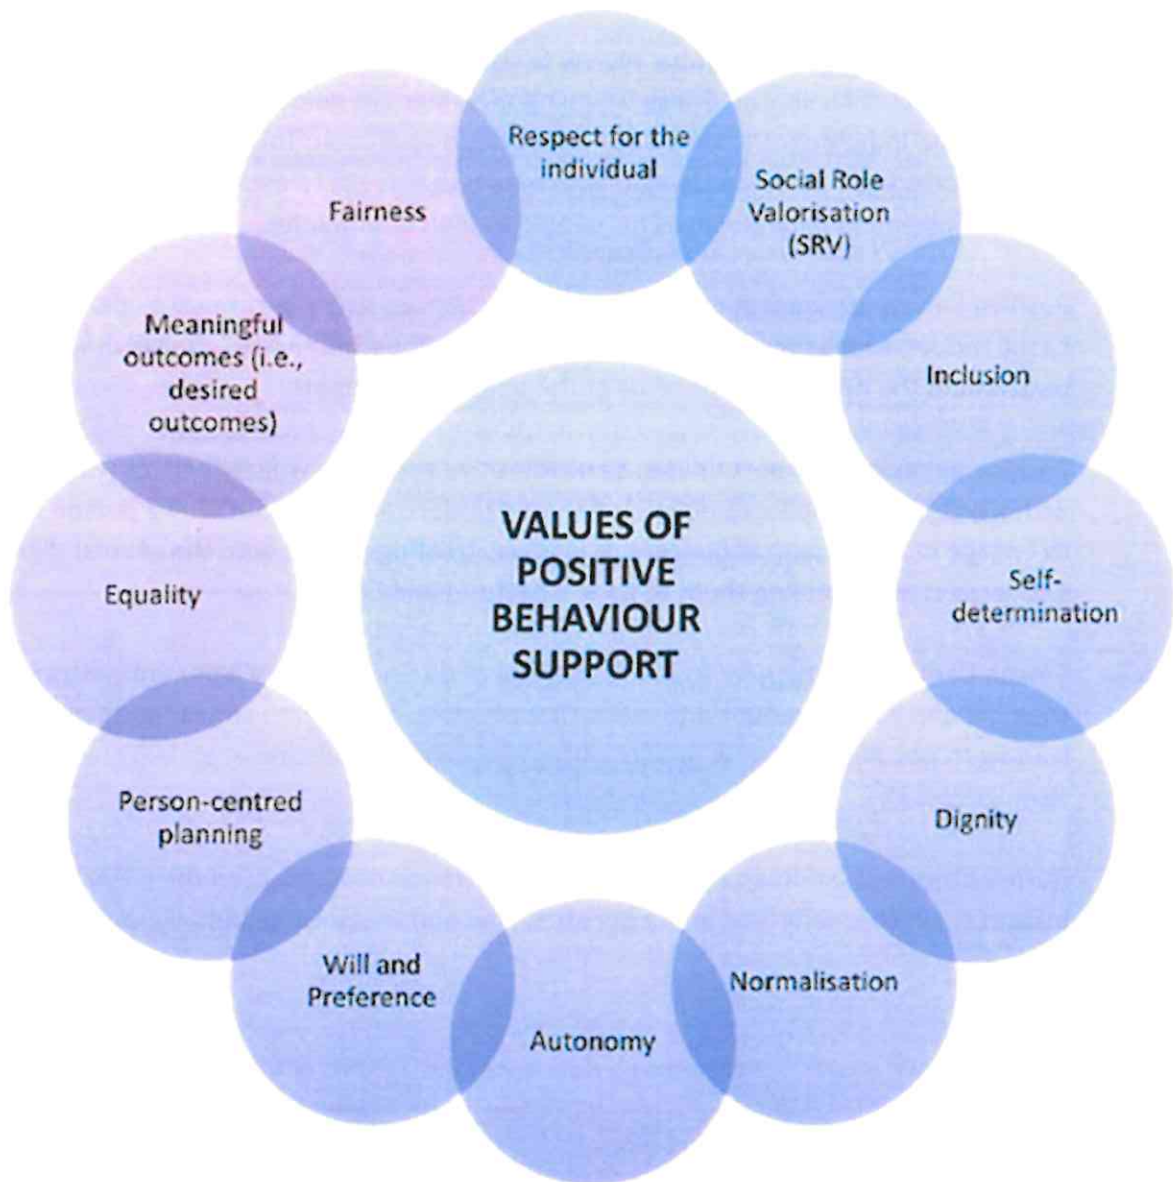 VALUES OF
POSITIVE
BEHAVIOUR
SUPPORT
Respect for the
individual
Social Role
Valorisation
(SRV)
Inclusion
Self-
determination
Dignity
Normalisation
Autonomy
Will and
Preference
Person-centred
planning
Equality
Meaningful
outcomes (i.e.,
desired
outcomes)
Fairness